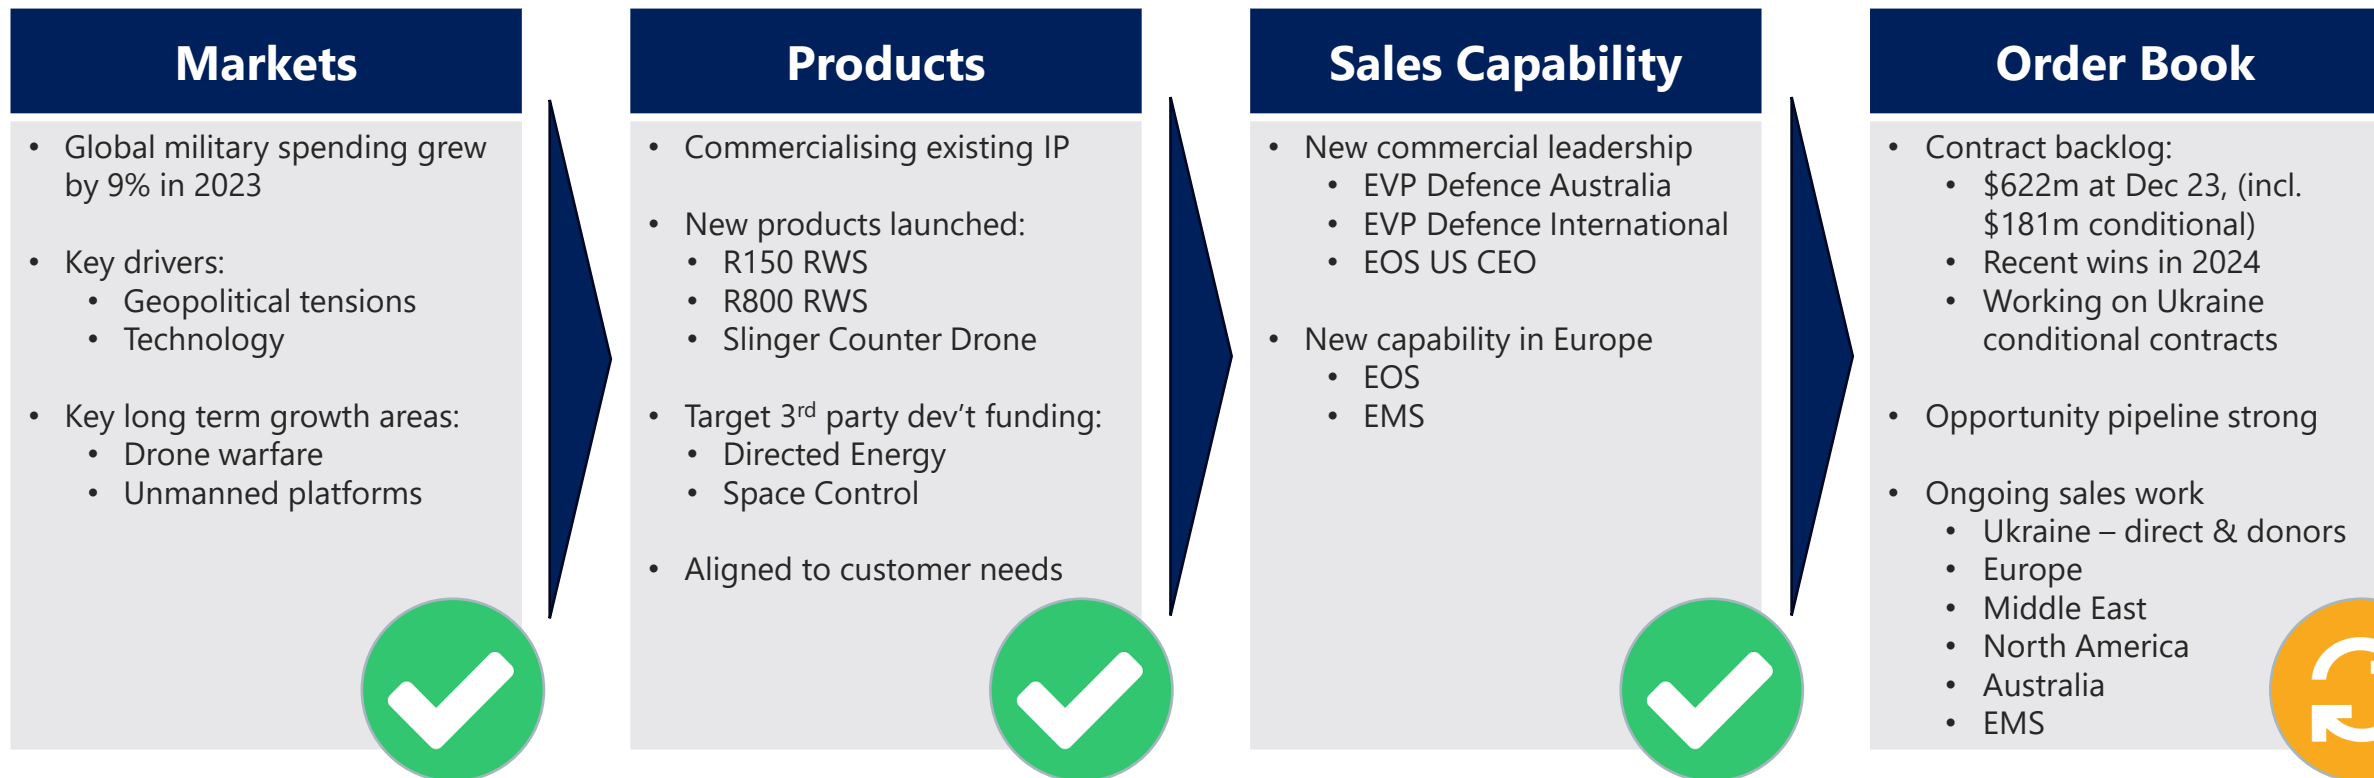 Markets
• Global military spending grew
by 9% in 2023
• Key drivers:
• Geopolitical tensions
• Technology
• Key long term growth areas:
• Drone warfare
• Unmanned platforms
Products
• Commercialising existing IP
• New products launched:
• R150 RWS
• R800 RWS
• Slinger Counter Drone
• Target 3rd party dev't funding:
• Directed Energy
• Space Control
• Aligned to customer needs
Sales Capability
• New commercial leadership
• EVP Defence Australia
• EVP Defence International
• EOS US CEO
• New capability in Europe
• EOS
• EMS
Order Book
• Contract backlog:
• $622m at Dec 23, (incl.
$181m conditional)
• Recent wins in 2024
• Working on Ukraine
conditional contracts
• Opportunity pipeline strong
• Ongoing sales work
• Ukraine – direct & donors
• Europe
• Middle East
• North America
• Australia
• EMS